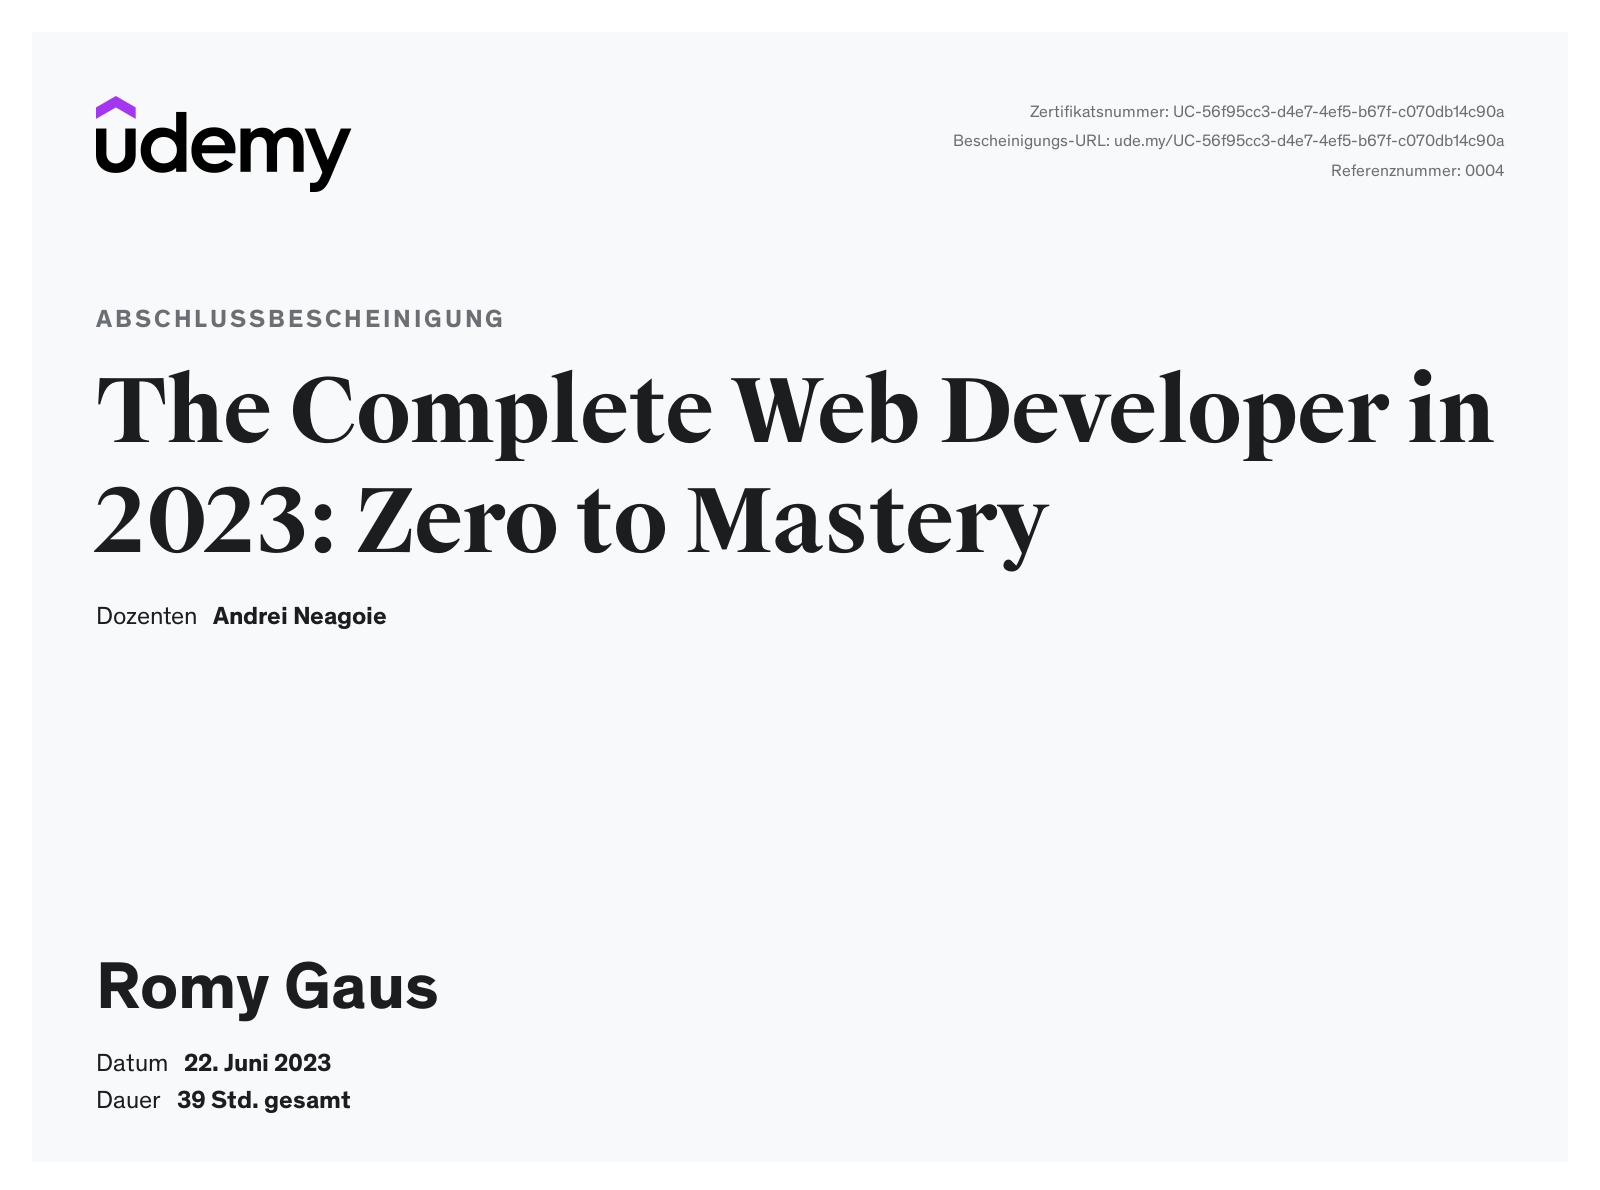 udemy
Zertifikatsnummer: UC-56f95cc3-d4e7-4ef5-b67f-c070db14c90a
Bescheinigungs-URL: ude.my/UC-56f95cc3-d4e7-4ef5-b67f-c070db14c90a
Referenznummer: 0004
ABSCHLUSSBESCHEINIGUNG
The Complete Web Developer in
2023: Zero to Mastery
Dozenten Andrei Neagoie
Romy Gaus
Datum 22. Juni 2023
Dauer 39 Std. gesamt